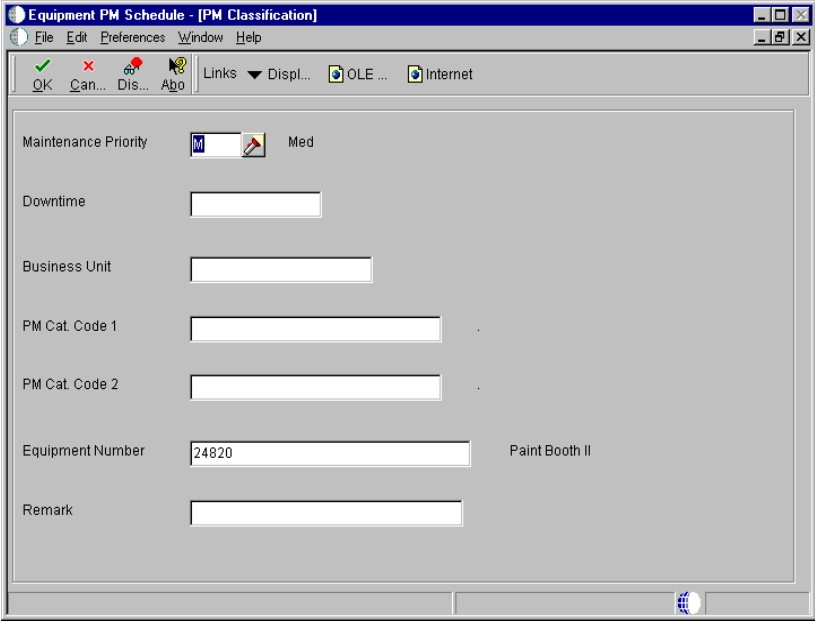 Equipment PM Schedule - [PM Classification]
File Edit Preferences Window Help
OK Can... Dis... Abo Links Displ... OLE ... Internet
Maintenance Priority M Med
Downtime
Business Unit
PM Cat. Code 1 .
PM Cat. Code 2 .
Equipment Number 24820 Paint Booth II
Remark